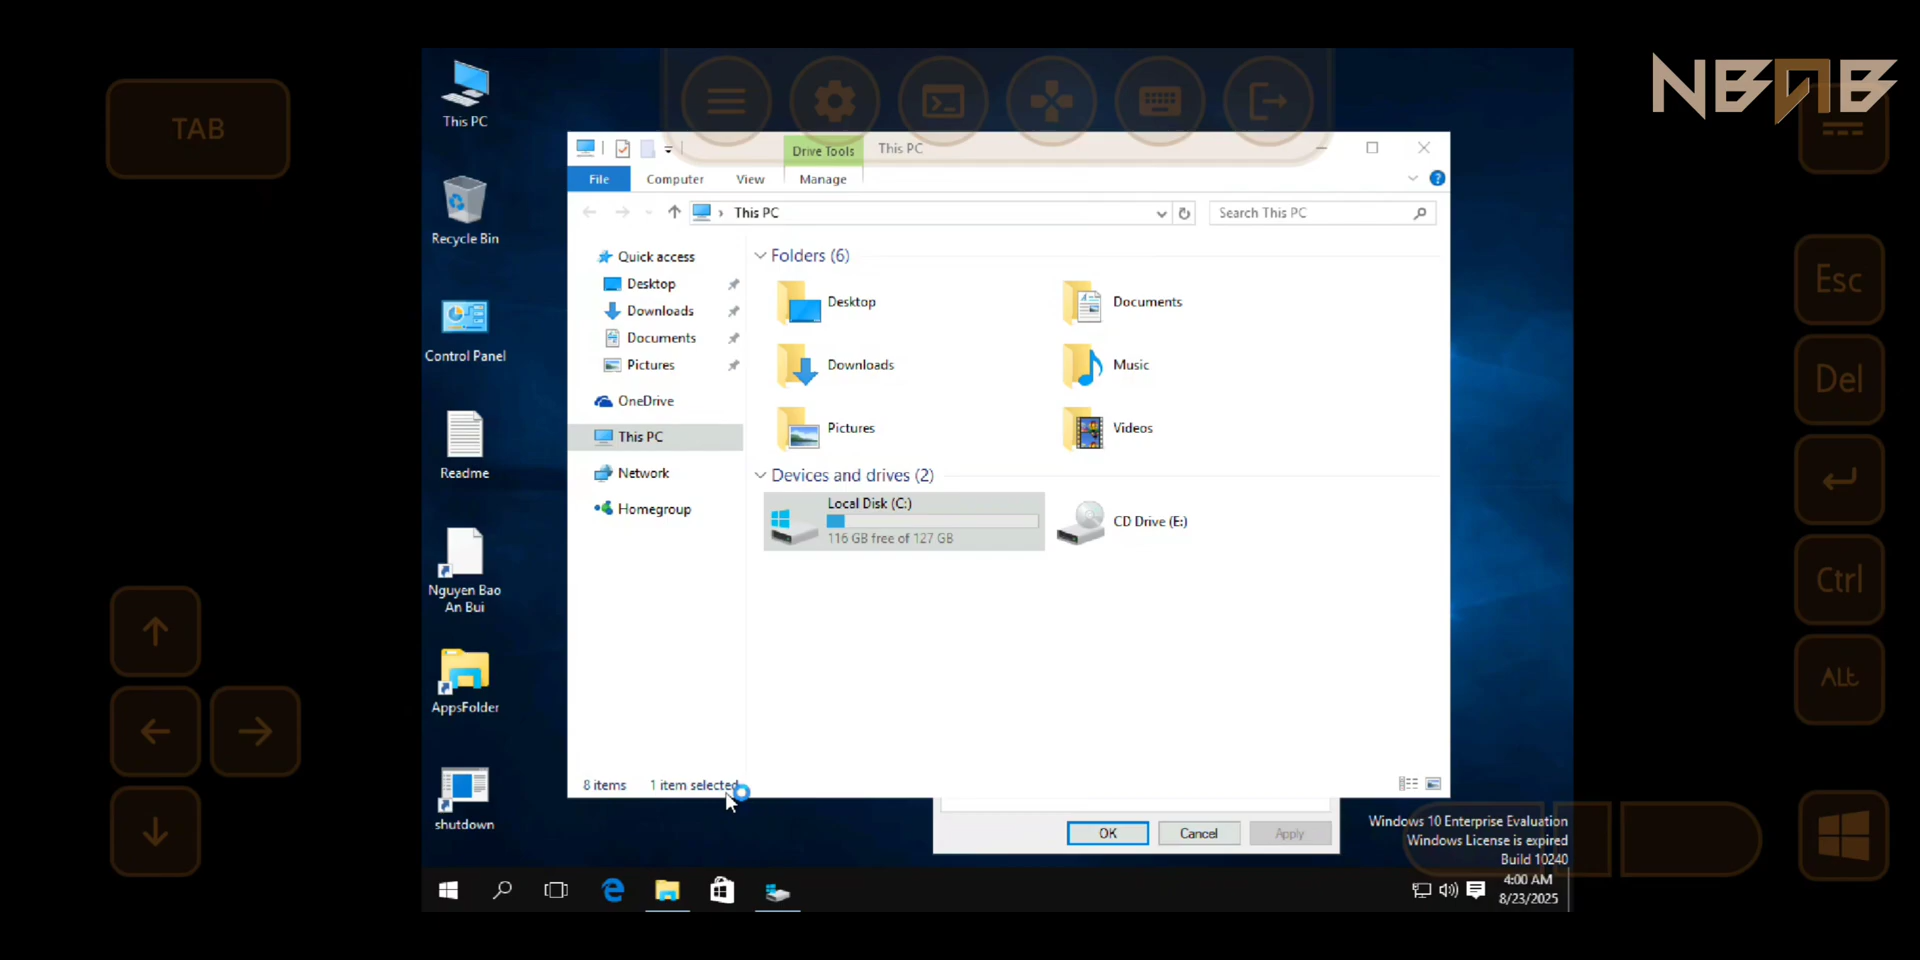 TAB
NBAB
This PC
Drive Tools
This PC
File
Computer
View
Manage
This PC
Search This PC
Recycle Bin
Quick access
Desktop
Downloads
Documents
Pictures
OneDrive
This PC
Network
Homegroup
Folders (6)
Desktop
Documents
Downloads
Music
Pictures
Videos
Devices and drives (2)
Local Disk (C:)
116 GB free of 127 GB
CD Drive (E:)
Control Panel
Readme
Nguyen Bao
An Bui
AppsFolder
shutdown
8 items
1 item selected
OK
Cancel
Apply
Windows 10 Enterprise Evaluation
Windows License is expired
Build 10240
4:00 AM
8/23/2025
Esc
Del
Ctrl
ALt